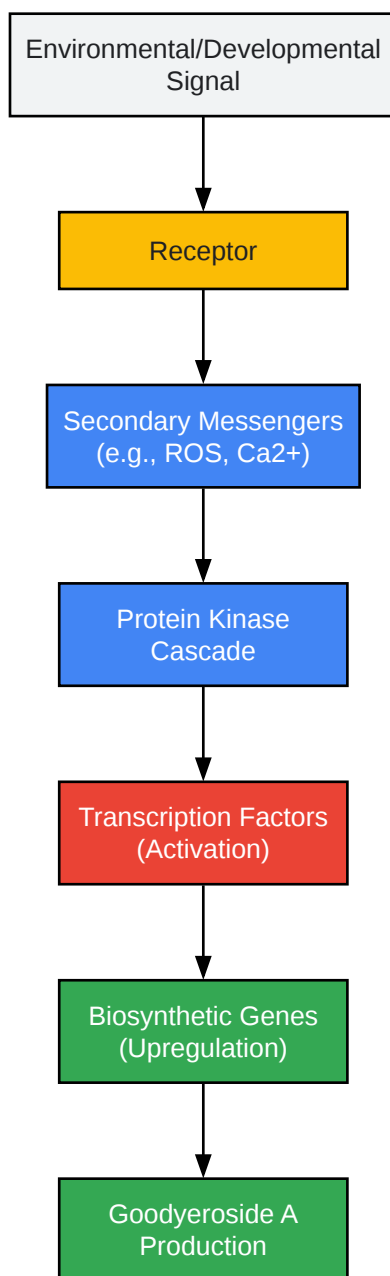 Environmental/Developmental
Signal
Receptor
Secondary Messengers
(e.g., ROS, Ca2+)
Protein Kinase
Cascade
Transcription Factors
(Activation)
Biosynthetic Genes
(Upregulation)
Goodyeroside A
Production